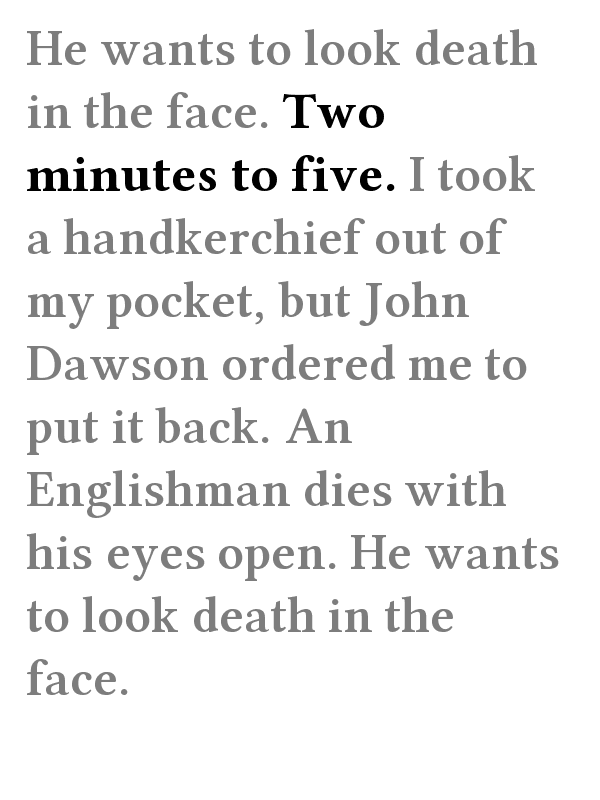 He wants to look death
in the face. Two
minutes to five. I took
a handkerchief out of
my pocket, but John
Dawson ordered me to
put it back. An
Englishman dies with
his eyes open. He wants
to look death in the
face.